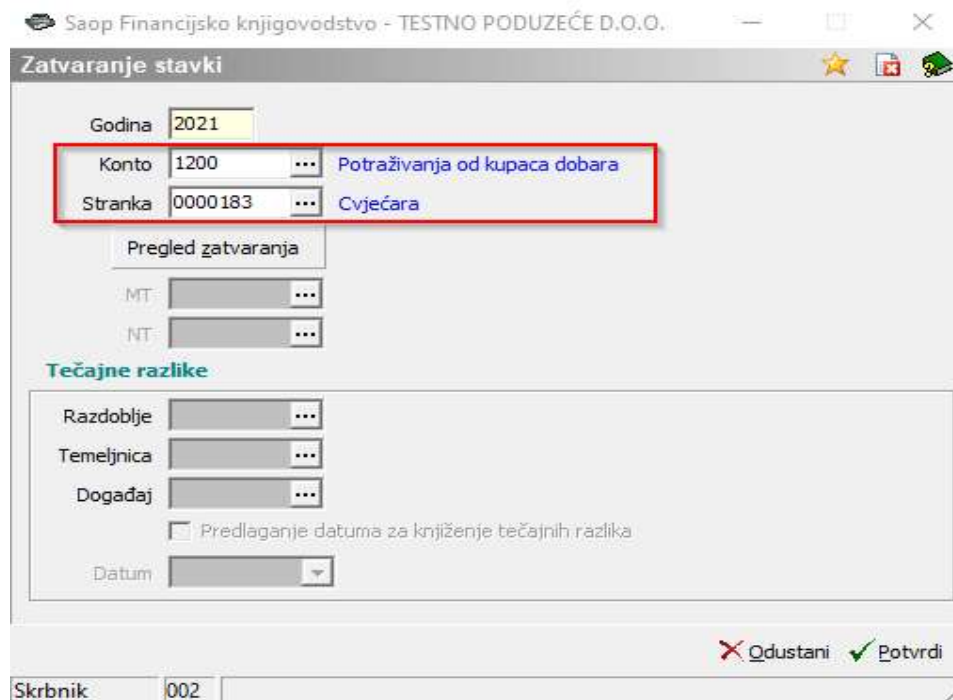 Saop Financijsko knjigovodstvo - TESTNO PODUZEĆE D.O.O.
Zatvaranje stavki
Godina 2021
Konto 1200 ... Potraživanja od kupaca dobara
Stranka 0000183 ... Cvjećara
Pregled zatvaranja
MT ...
NT ...
Tečajne razlike
Razdoblje ...
Temeljnica ...
Događaj ...
Predlaganje datuma za knjiženje tečajnih razlika
Datum
Odustani Potvrdi
Skrbnik 002